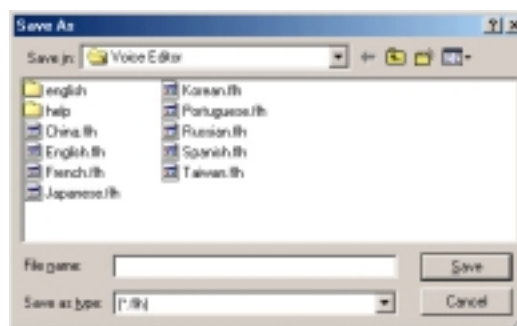 Save As
Save in: Voice Editor
english
help
China.flh
English.flh
French.flh
Japanese.flh
Korean.flh
Portuguese.flh
Russian.flh
Spanish.flh
Taiwan.flh
File name:
Save
Save as type: (*.flh)
Cancel